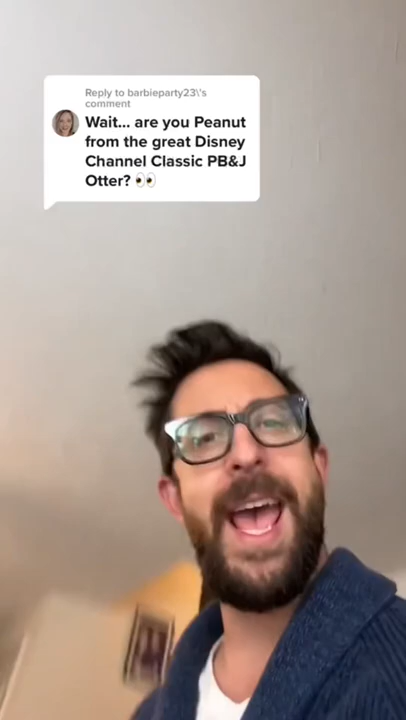 Reply to barbieparty23\'s
comment
Wait... are you Peanut
from the great Disney
Channel Classic PB&J
Otter? 👀